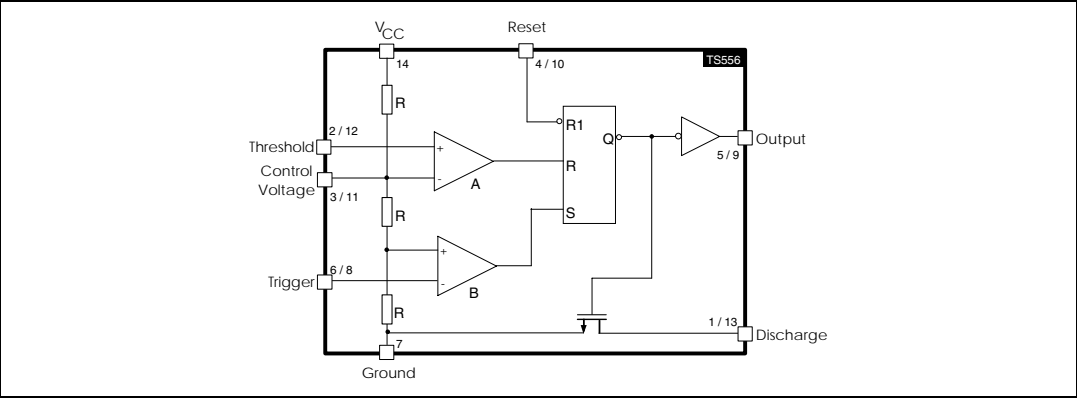 VCC
Reset
14
4 / 10
TS556
R
2 / 12
R1
Q
Threshold
+
Output
5 / 9
Control
Voltage
-
A
R
3 / 11
R
S
+
6 / 8
Trigger
-
B
R
1 / 13
Discharge
7
Ground